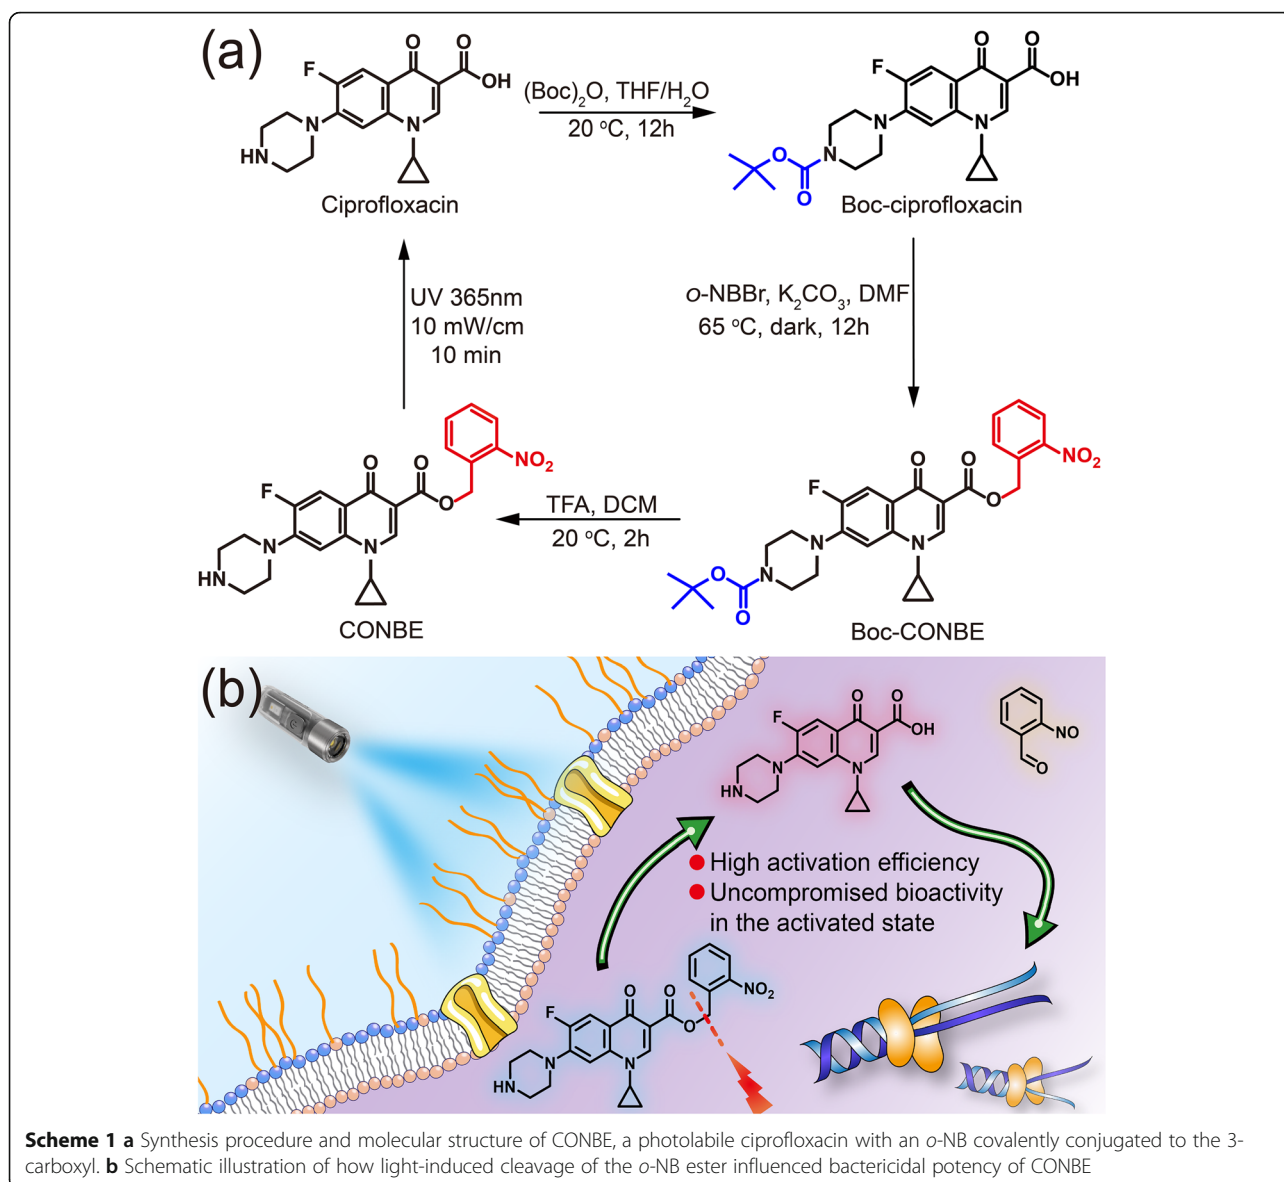 (a)
F
O
O
OH
N
N
HN
Ciprofloxacin
(Boc)₂O, THF/H₂O
20 °C, 12h
F
O
O
OH
N
N
N
O
O
Boc-ciprofloxacin
UV 365nm
10 mW/cm
10 min
o-NBBr, K₂CO₃, DMF
65 °C, dark, 12h
NO₂
F
O
O
O
N
N
HN
CONBE
TFA, DCM
20 °C, 2h
NO₂
F
O
O
O
N
N
N
O
O
Boc-CONBE
(b)
F
O
O
OH
N
N
HN
NO
O
High activation efficiency
Uncompromised bioactivity
in the activated state
NO₂
F
O
O
O
N
N
HN
Scheme 1 a Synthesis procedure and molecular structure of CONBE, a photolabile ciprofloxacin with an o-NB covalently conjugated to the 3-
carboxyl. b Schematic illustration of how light-induced cleavage of the o-NB ester influenced bactericidal potency of CONBE